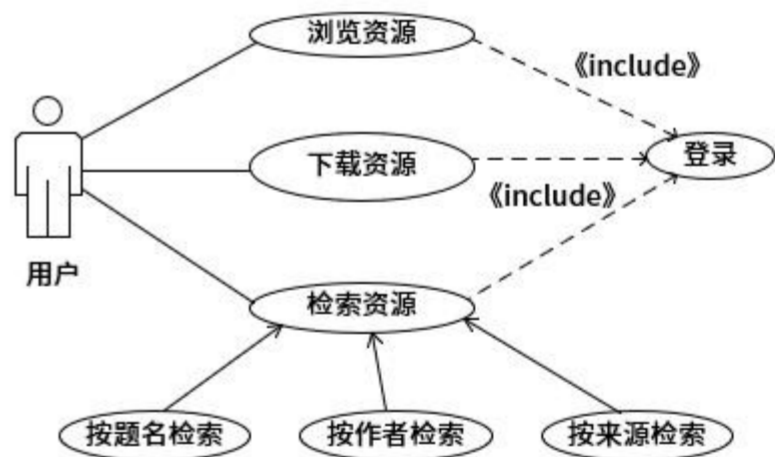 浏览资源
《include》
下载资源
登录
《include》
用户
检索资源
按题名检索
按作者检索
按来源检索